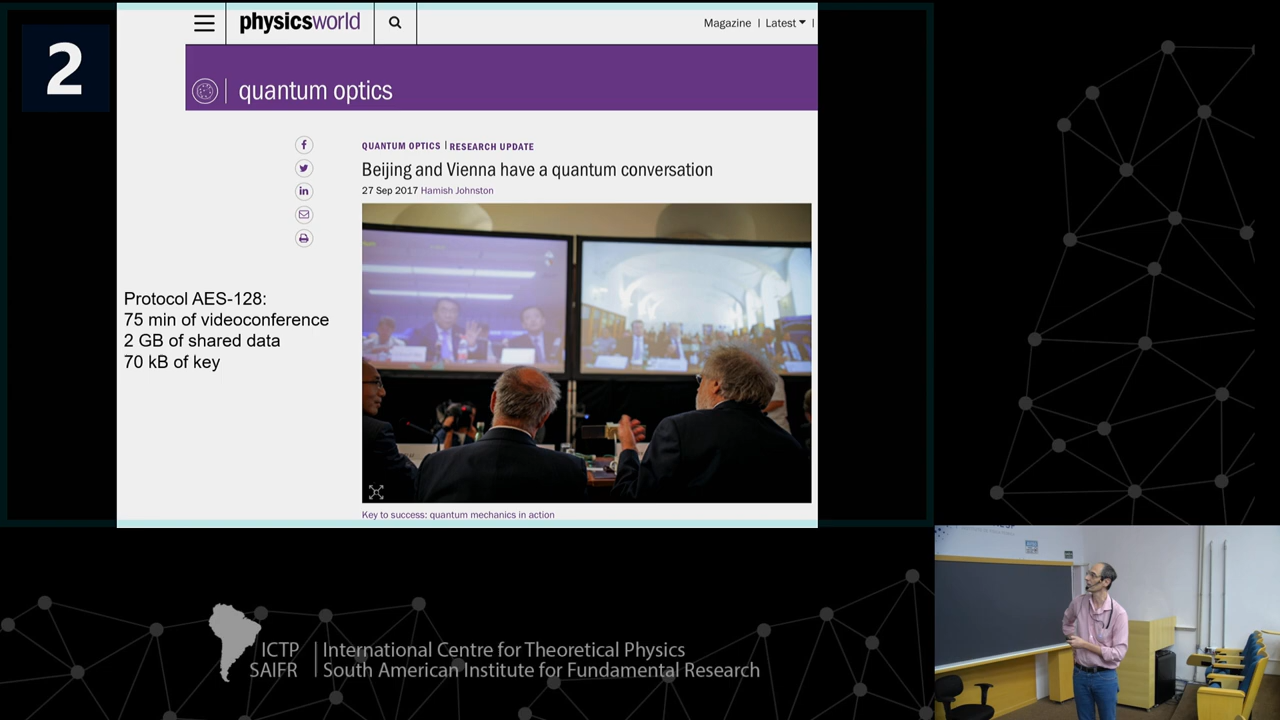 2
physicsworld
Magazine | Latest |
quantum optics
QUANTUM OPTICS | RESEARCH UPDATE
Beijing and Vienna have a quantum conversation
27 Sep 2017 Hamish Johnston
Protocol AES-128:
75 min of videoconference
2 GB of shared data
70 kB of key
Key to success: quantum mechanics in action
ICTP | International Centre for Theoretical Physics
SAIFR | South American Institute for Fundamental Research